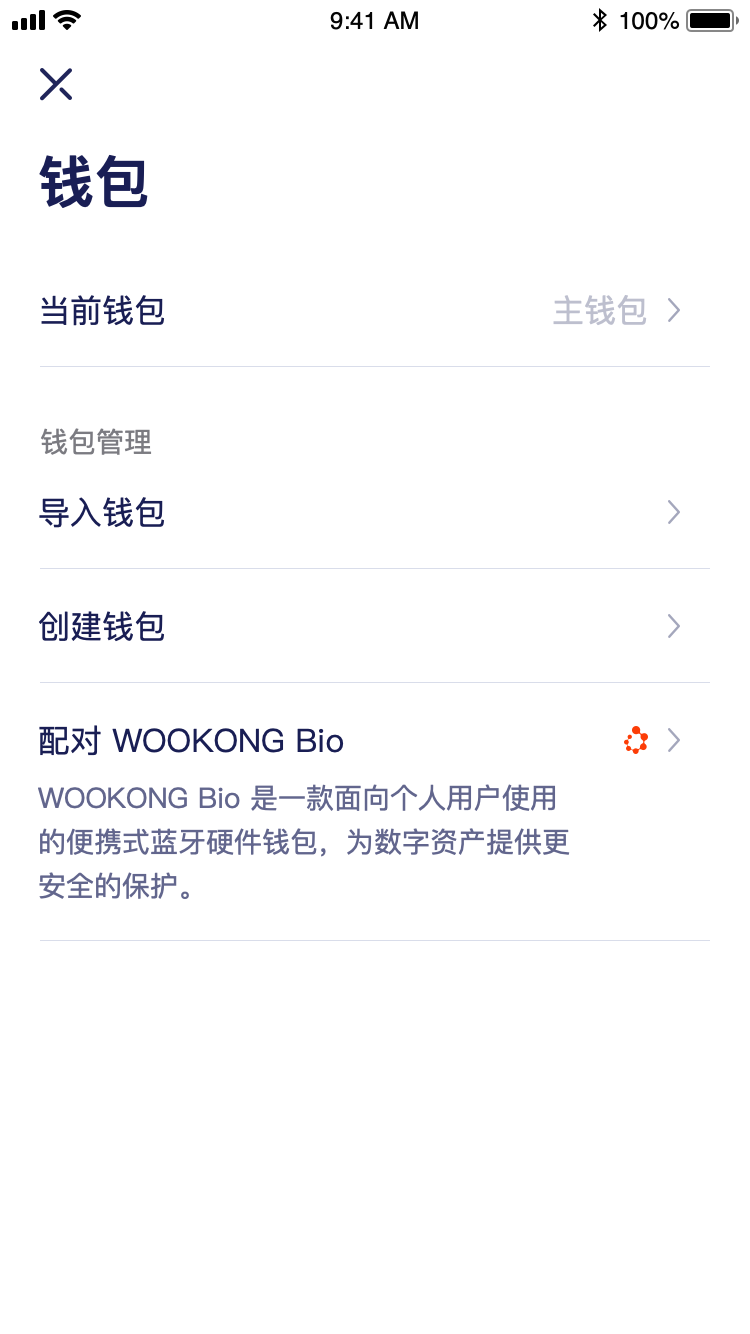 9:41 AM
100%
钱包
当前钱包
主钱包
钱包管理
导入钱包
创建钱包
配对 WOOKONG Bio
WOOKONG Bio 是一款面向个人用户使用
的便携式蓝牙硬件钱包，为数字资产提供更
安全的保护。